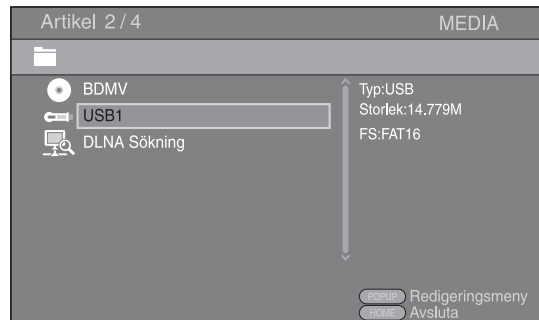 Artikel 2 / 4 MEDIA
BDMV
USB1
DLNA Sökning
Typ:USB
Storlek:14.779M
FS:FAT16
POPUP Redigeringsmeny
HOME Avsluta